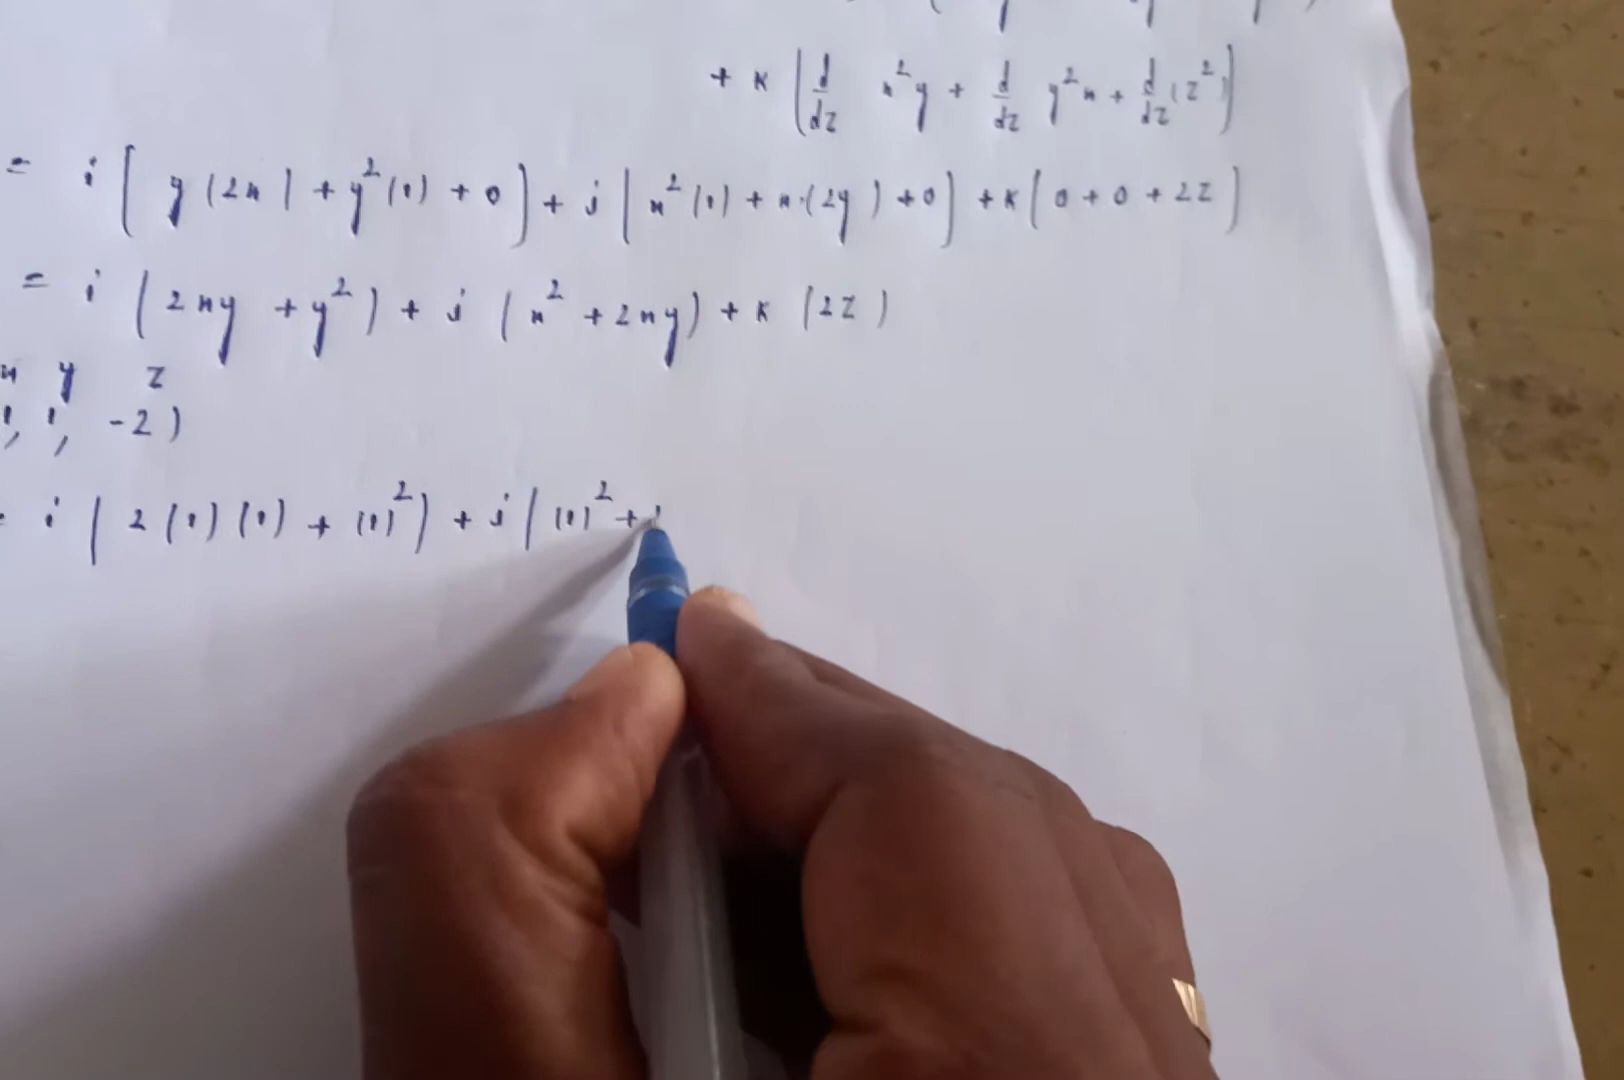 + k ( d/dz x²y + d/dz y²x + d/dz (z²) )
= i [ y (2x) + y² (1) + 0 ] + j [ x² (1) + x·(2y) + 0 ] + k [ 0 + 0 + 2z ]
= i (2xy + y²) + j (x² + 2xy) + k (2z)
x y z
1, 1, -2)
= i ( 2 (1) (1) + (1)² ) + j ( (1)² +